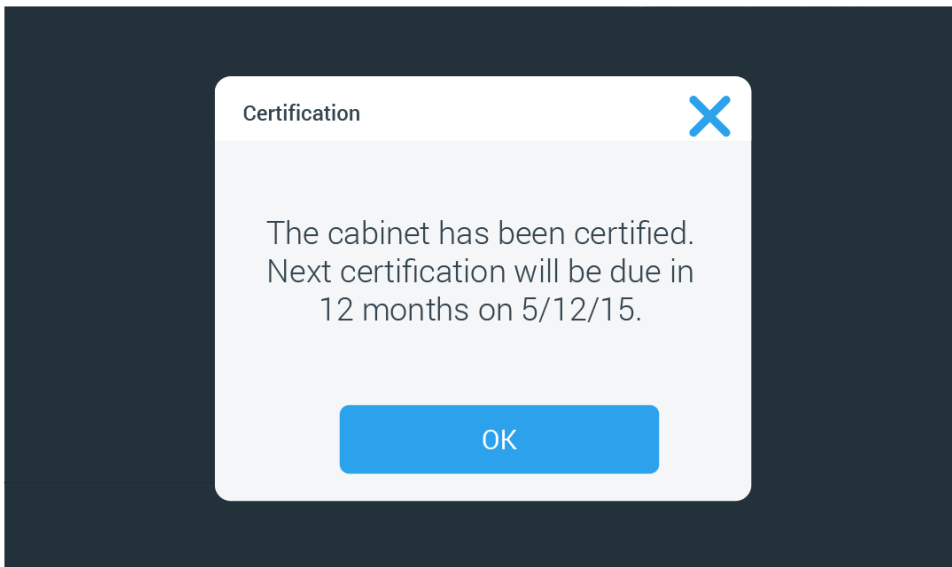 Certification
The cabinet has been certified.
Next certification will be due in
12 months on 5/12/15.
OK